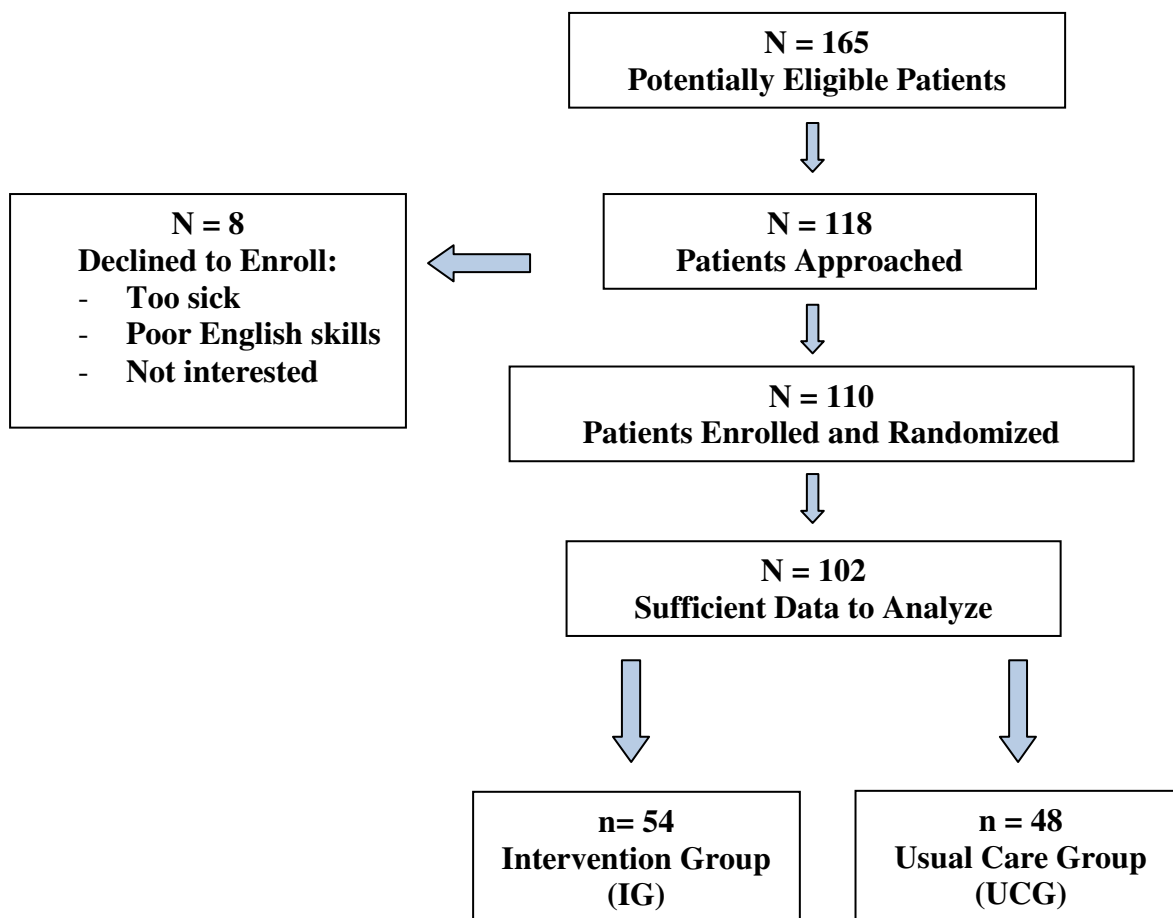 N = 165
Potentially Eligible Patients
N = 118
Patients Approached
N = 8
Declined to Enroll:
- Too sick
- Poor English skills
- Not interested
N = 110
Patients Enrolled and Randomized
N = 102
Sufficient Data to Analyze
n= 54
Intervention Group
(IG)
n = 48
Usual Care Group
(UCG)